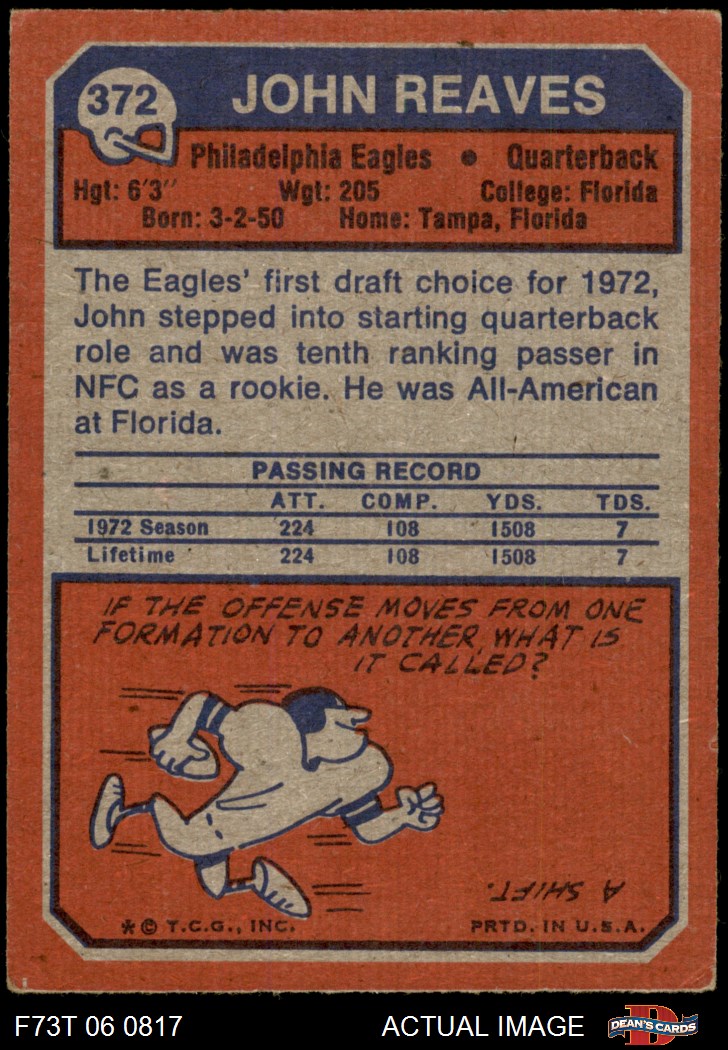 372
JOHN REAVES
Philadelphia Eagles • Quarterback
Hgt: 6'3" Wgt: 205 College: Florida
Born: 3-2-50 Home: Tampa, Florida
The Eagles' first draft choice for 1972,
John stepped into starting quarterback
role and was tenth ranking passer in
NFC as a rookie. He was All-American
at Florida.
PASSING RECORD
ATT. COMP. YDS. TDS.
1972 Season 224 108 1508 7
Lifetime 224 108 1508 7
IF THE OFFENSE MOVES FROM ONE
FORMATION TO ANOTHER, WHAT IS
IT CALLED?
A SHIFT.
* © T.C.G., INC. PRTD. IN U.S.A.
F73T 06 0817 ACTUAL IMAGE D DEAN'S CARDS